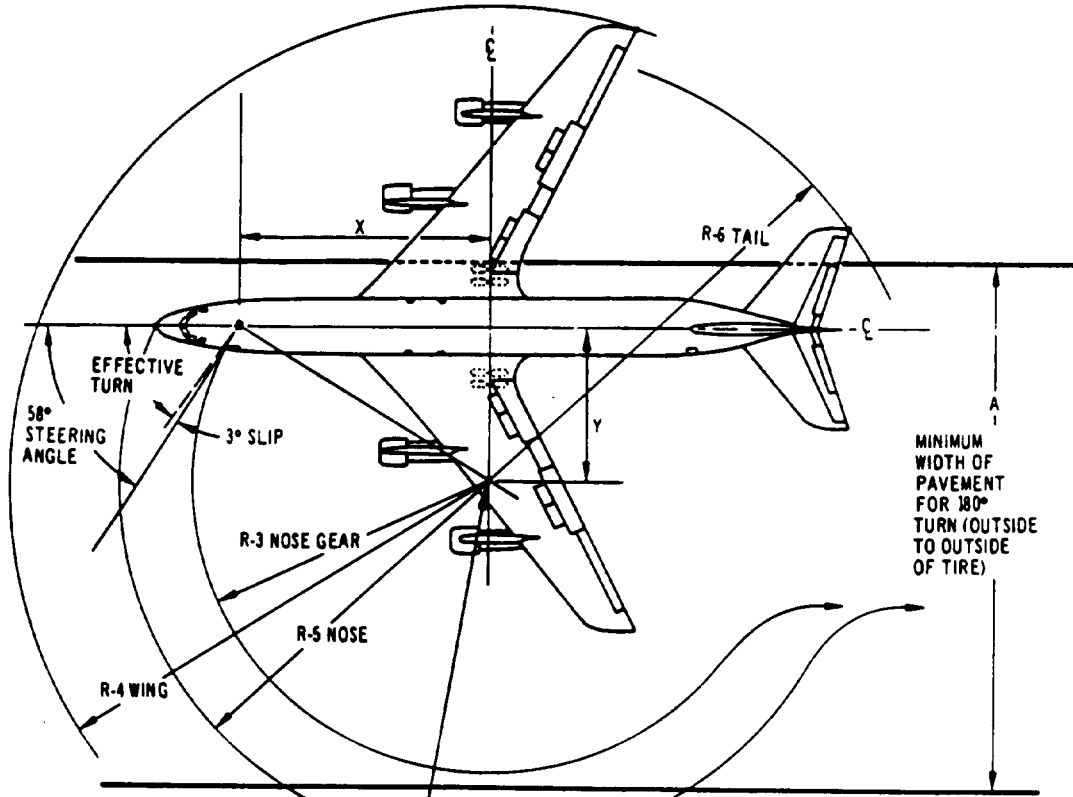 ℄
X
R-6 TAIL
℄
EFFECTIVE
TURN
58°
STEERING
ANGLE
3° SLIP
Y
A
MINIMUM
WIDTH OF
PAVEMENT
FOR 180°
TURN (OUTSIDE
TO OUTSIDE
OF TIRE)
R-3 NOSE GEAR
R-5 NOSE
R-4 WING